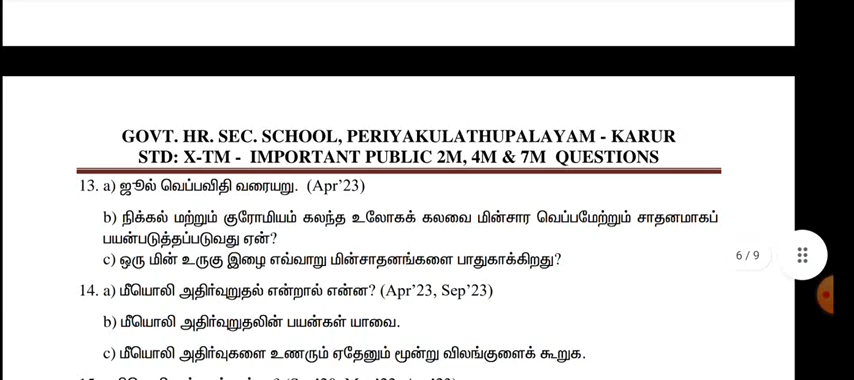 GOVT. HR. SEC. SCHOOL, PERIYAKULATHUPALAYAM - KARUR
STD: X-TM - IMPORTANT PUBLIC 2M, 4M & 7M QUESTIONS
13. a) ஜூல் வெப்பவிதி வரையறு. (Apr'23)
b) நிக்கல் மற்றும் குரோமியம் கலந்த உலோகக் கலவை மின்சார வெப்பமேற்றும் சாதனமாகப்
பயன்படுத்தப்படுவது ஏன்?
c) ஒரு மின் உருகு இழை எவ்வாறு மின்சாதனங்களை பாதுகாக்கிறது?
6 / 9
14. a) மீயொலி அதிர்வுறுதல் என்றால் என்ன? (Apr'23, Sep'23)
b) மீயொலி அதிர்வுறுதலின் பயன்கள் யாவை.
c) மீயொலி அதிர்வுகளை உணரும் ஏதேனும் மூன்று விலங்குளைக் கூறுக.